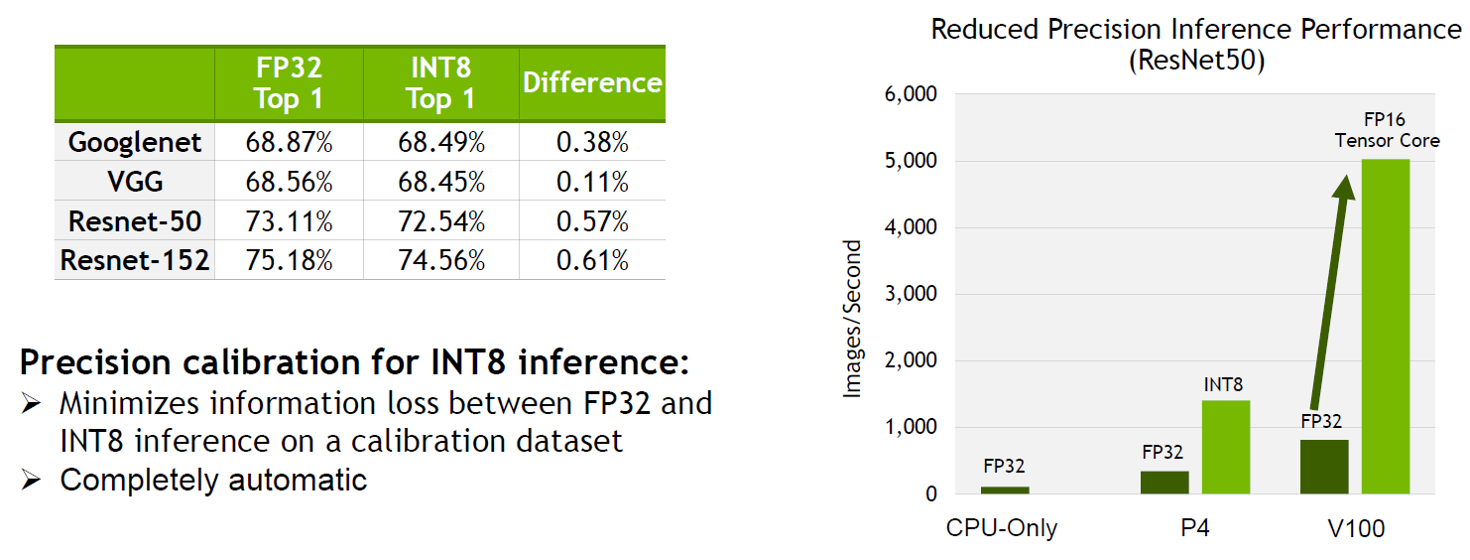 FP32 Top 1 INT8 Top 1 Difference
Googlenet 68.87% 68.49% 0.38%
VGG 68.56% 68.45% 0.11%
Resnet-50 73.11% 72.54% 0.57%
Resnet-152 75.18% 74.56% 0.61%
Precision calibration for INT8 inference:
➢ Minimizes information loss between FP32 and
INT8 inference on a calibration dataset
➢ Completely automatic
Reduced Precision Inference Performance
(ResNet50)
Images/Second
6,000
5,000
4,000
3,000
2,000
1,000
0
FP32
FP32
INT8
FP32
FP16
Tensor Core
CPU-Only P4 V100